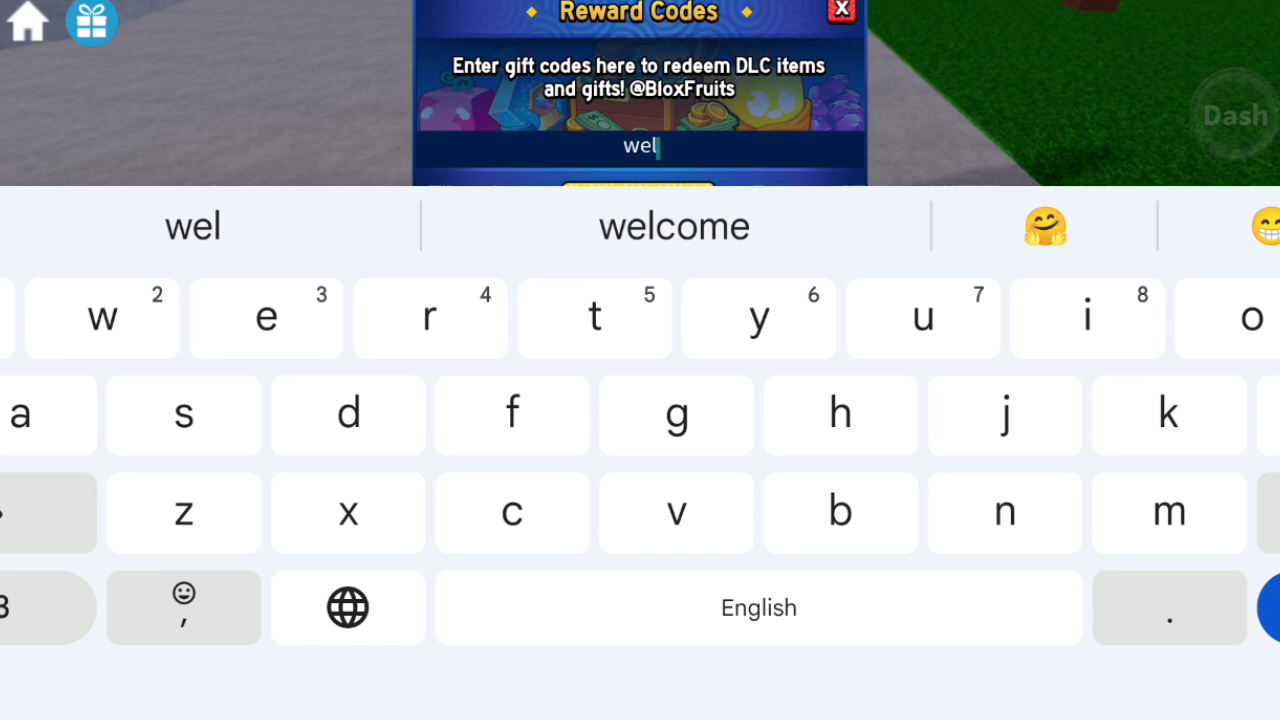 Reward Codes
X
Enter gift codes here to redeem DLC items
and gifts! @BloxFruits
Dash
wel
wel
welcome
2
3
4
5
6
7
8
w
e
r
t
y
u
i
o
a
s
d
f
g
h
j
k
z
x
c
v
b
n
m
,
English
.